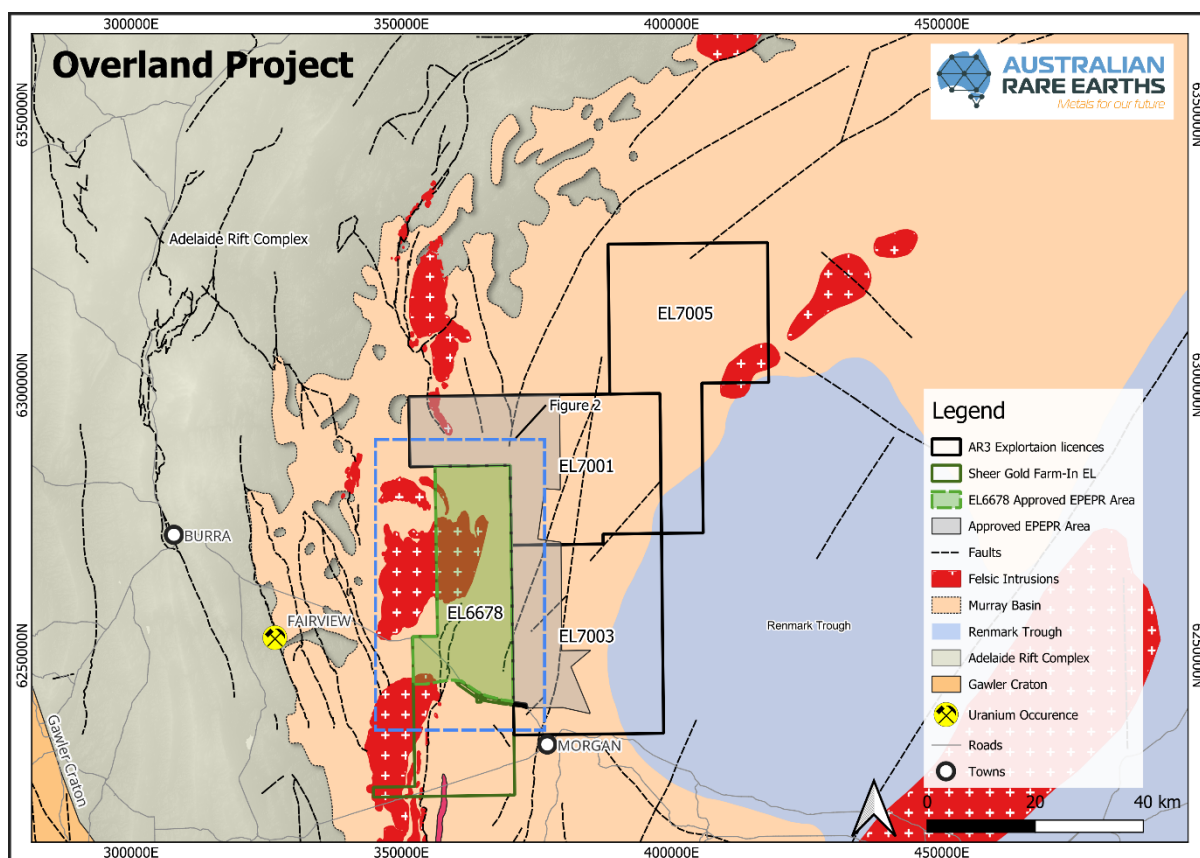 300000E 350000E 400000E 450000E
Overland Project
AUSTRALIAN
RARE EARTHS
Metals for our future
6350000N
6350000N
Adelaide Rift Complex
EL7005
6300000N
6300000N
Figure 2
EL7001
Legend
AR3 Explortaion licences
Sheer Gold Farm-In EL
EL6678 Approved EPEPR Area
Approved EPEPR Area
Faults
Felsic Intrusions
Murray Basin
Renmark Trough
Adelaide Rift Complex
Gawler Craton
Uranium Occurence
Roads
Towns
BURRA
FAIRVIEW
EL6678
EL7003
Renmark Trough
6250000N
6250000N
Gawler Craton
MORGAN
0 20 40 km
300000E 350000E 400000E 450000E